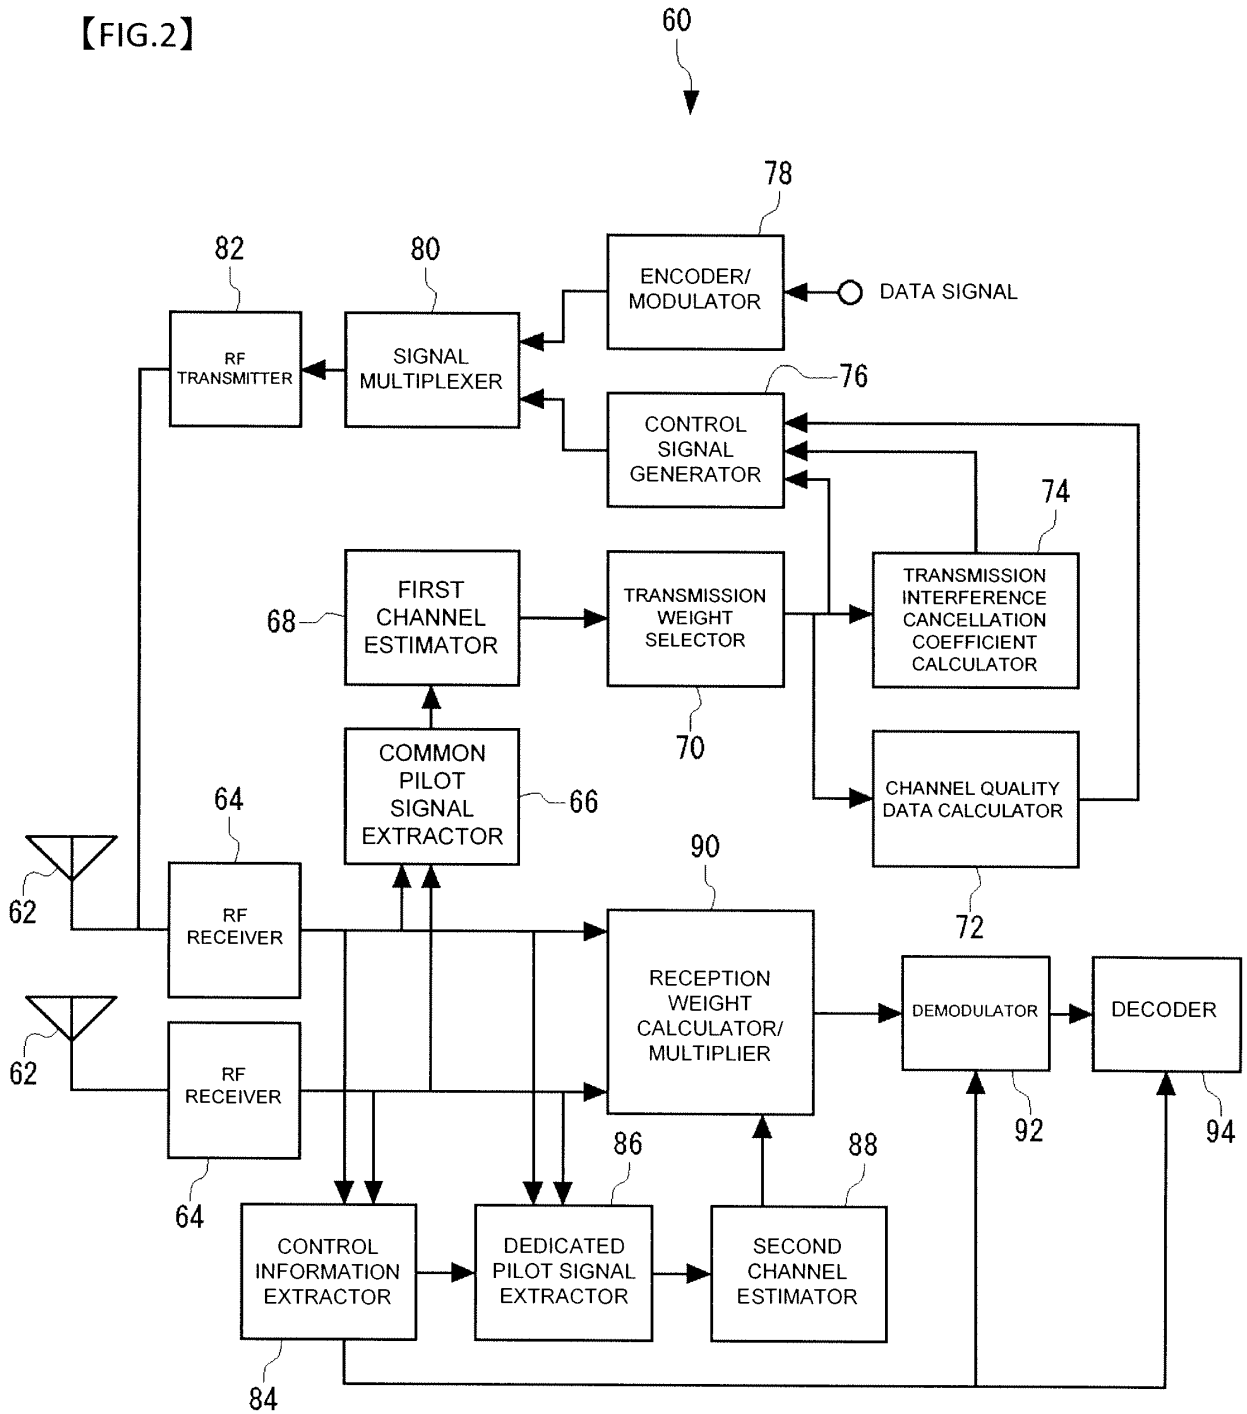 【FIG.2】
60
78
82
80
ENCODER/
MODULATOR
DATA SIGNAL
RF
TRANSMITTER
SIGNAL
MULTIPLEXER
76
CONTROL
SIGNAL
GENERATOR
74
68
FIRST
CHANNEL
ESTIMATOR
TRANSMISSION
WEIGHT
SELECTOR
TRANSMISSION
INTERFERENCE
CANCELLATION
COEFFICIENT
CALCULATOR
70
COMMON
PILOT
SIGNAL
EXTRACTOR
66
CHANNEL QUALITY
DATA CALCULATOR
64
90
62
RF
RECEIVER
72
RECEPTION
WEIGHT
CALCULATOR/
MULTIPLIER
DEMODULATOR
DECODER
62
RF
RECEIVER
92
94
64
86
88
CONTROL
INFORMATION
EXTRACTOR
DEDICATED
PILOT SIGNAL
EXTRACTOR
SECOND
CHANNEL
ESTIMATOR
84